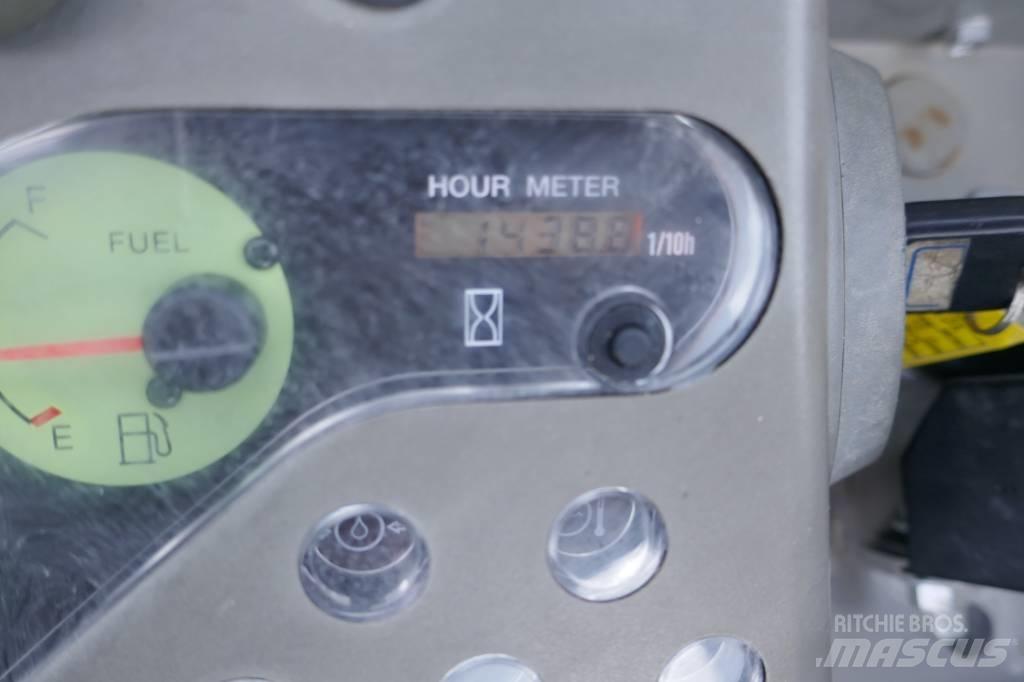 HOUR METER
F
FUEL
14388
1/10h
E
RITCHIE BROS.
MASCUS